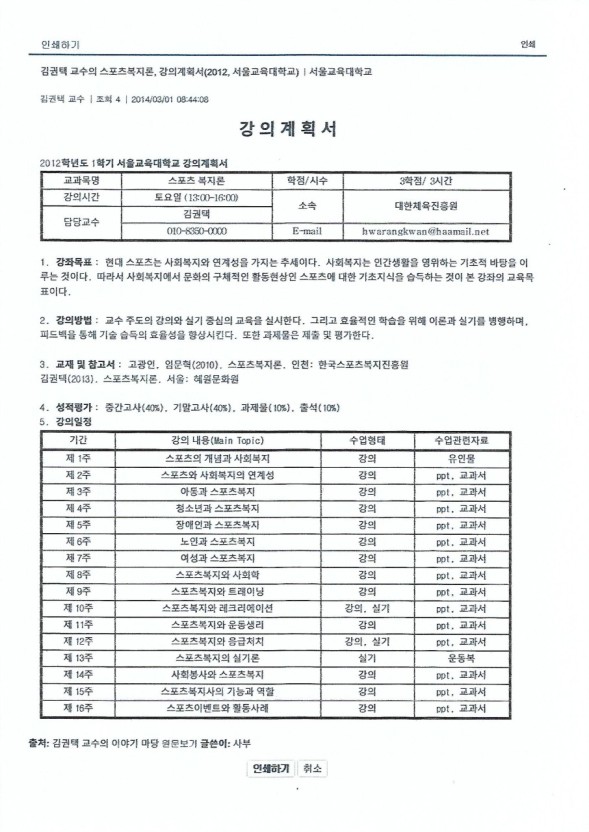 인쇄하기 인쇄
김권택 교수의 스포츠복지론, 강의계획서(2012, 서울교육대학교) | 서울교육대학교
김권택 교수 | 조회 4 | 2014/03/01 08:44:08
강의계획서
2012학년도 1학기 서울교육대학교 강의계획서
교과목명 스포츠 복지론 학점/시수 3학점/ 3시간
강의시간 토요일 (13:00-16:00) 소속 대한체육진흥원
담당교수 김권택
010-8350-0000 E-mail hwarangkwan@haamail.net
1. 강좌목표 : 현대 스포츠는 사회복지와 연계성을 가지는 추세이다. 사회복지는 인간생활을 영위하는 기초적 바탕을 이
루는 것이다. 따라서 사회복지에서 문화의 구체적인 활동현상인 스포츠에 대한 기초지식을 습득하는 것이 본 강좌의 교육목
표이다.
2. 강의방법 : 교수 주도의 강의와 실기 중심의 교육을 실시한다. 그리고 효율적인 학습을 위해 이론과 실기를 병행하며,
피드백을 통해 기술 습득의 효율성을 향상시킨다. 또한 과제물은 제출 및 평가한다.
3. 교재 및 참고서 : 고광인, 임문혁(2010). 스포츠복지론. 인천: 한국스포츠복지진흥원
김권택(2013). 스포츠복지론. 서울: 혜원문화원
4. 성적평가 : 중간고사(40%), 기말고사(40%), 과제물(10%), 출석(10%)
5. 강의일정
기간 강의 내용(Main Topic) 수업형태 수업관련자료
제 1주 스포츠의 개념과 사회복지 강의 유인물
제 2주 스포츠와 사회복지의 연계성 강의 ppt, 교과서
제 3주 아동과 스포츠복지 강의 ppt, 교과서
제 4주 청소년과 스포츠복지 강의 ppt, 교과서
제 5주 장애인과 스포츠복지 강의 ppt, 교과서
제 6주 노인과 스포츠복지 강의 ppt, 교과서
제 7주 여성과 스포츠복지 강의 ppt, 교과서
제 8주 스포츠복지와 사회학 강의 ppt, 교과서
제 9주 스포츠복지와 트레이닝 강의 ppt, 교과서
제 10주 스포츠복지와 레크리에이션 강의, 실기 ppt, 교과서
제 11주 스포츠복지와 운동생리 강의 ppt, 교과서
제 12주 스포츠복지와 응급처치 강의, 실기 ppt, 교과서
제 13주 스포츠복지의 실기론 실기 운동복
제 14주 사회봉사와 스포츠복지 강의 ppt, 교과서
제 15주 스포츠복지사의 기능과 역할 강의 ppt, 교과서
제 16주 스포츠이벤트와 활동사례 강의 ppt, 교과서
출처: 김권택 교수의 이야기 마당 원문보기 글쓴이: 사부
인쇄하기 취소